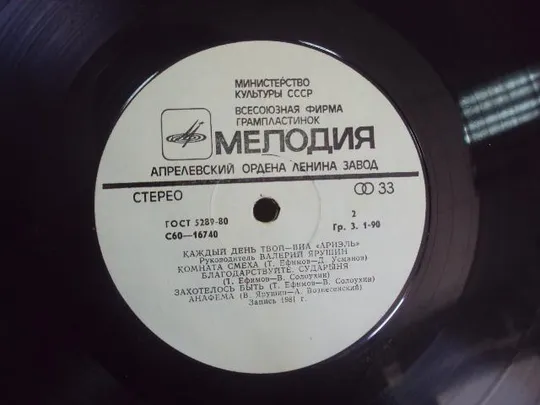 МИНИСТЕРСТВО
КУЛЬТУРЫ СССР
ВСЕСОЮЗНАЯ ФИРМА
ГРАМПЛАСТИНОК
МЕЛОДИЯ
АПРЕЛЕВСКИЙ ОРДЕНА ЛЕНИНА ЗАВОД
СТЕРЕО 33
ГОСТ 5289-80 2
С60—16740 Гр. 3. 1-90
КАЖДЫЙ ДЕНЬ ТВОЙ—ВИА «АРИЭЛЬ»
Руководитель ВАЛЕРИЙ ЯРУШИН
КОМНАТА СМЕХА (Т. Ефимов—Д. Усманов)
БЛАГОДАРСТВУЙТЕ, СУДАРЫНЯ
(Т. Ефимов—В. Солоухин)
ЗАХОТЕЛОСЬ БЫТЬ (Т. Ефимов—В. Солоухин)
АНАФЕМА (В. Ярушин—А. Вознесенский)
Запись 1981 г.